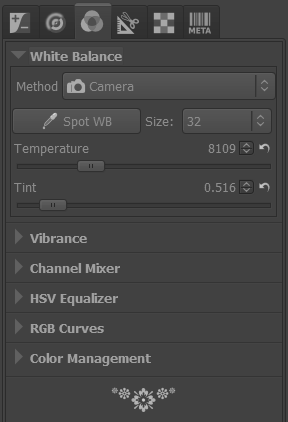 META
White Balance
Method Camera
Spot WB Size: 32
Temperature 8109
Tint 0.516
Vibrance
Channel Mixer
HSV Equalizer
RGB Curves
Color Management